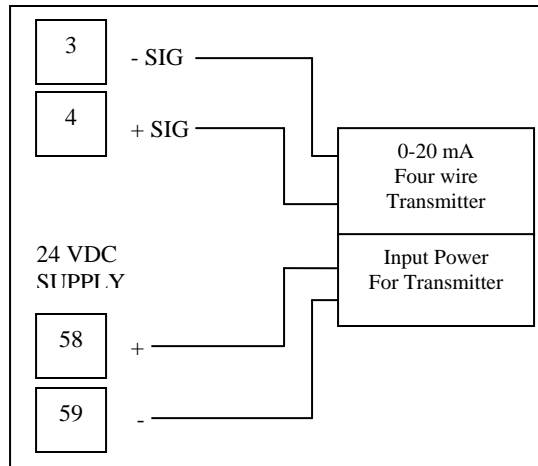 3
- SIG
4
+ SIG
0-20 mA
Four wire
Transmitter
24 VDC
SUPPLY
Input Power
For Transmitter
58
+
59
-